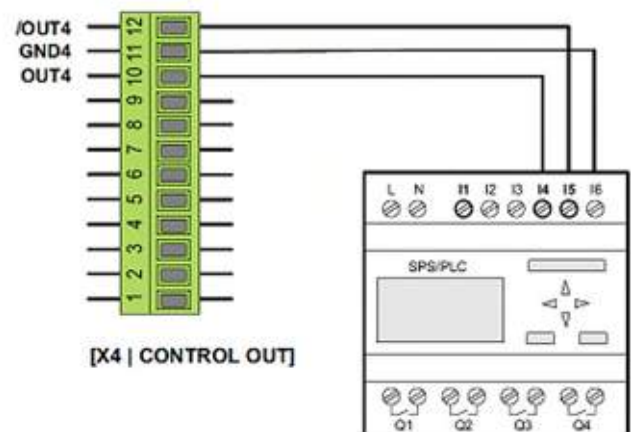 /OUT4
GND4
OUT4
12
11
10
9
8
7
6
5
4
3
2
1
[X4 | CONTROL OUT]
L N I1 I2 I3 I4 I5 I6
SPS/PLC
Q1 Q2 Q3 Q4